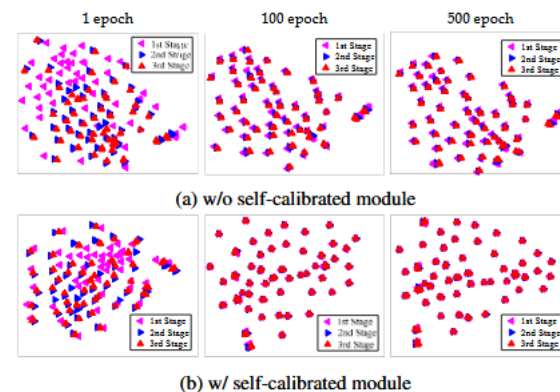 1 epoch 100 epoch 500 epoch
1st Stage
2nd Stage
3rd Stage
1st Stage
2nd Stage
3rd Stage
1st Stage
2nd Stage
3rd Stage
(a) w/o self-calibrated module
1st Stage
2nd Stage
3rd Stage
1st Stage
2nd Stage
3rd Stage
1st Stage
2nd Stage
3rd Stage
(b) w/ self-calibrated module